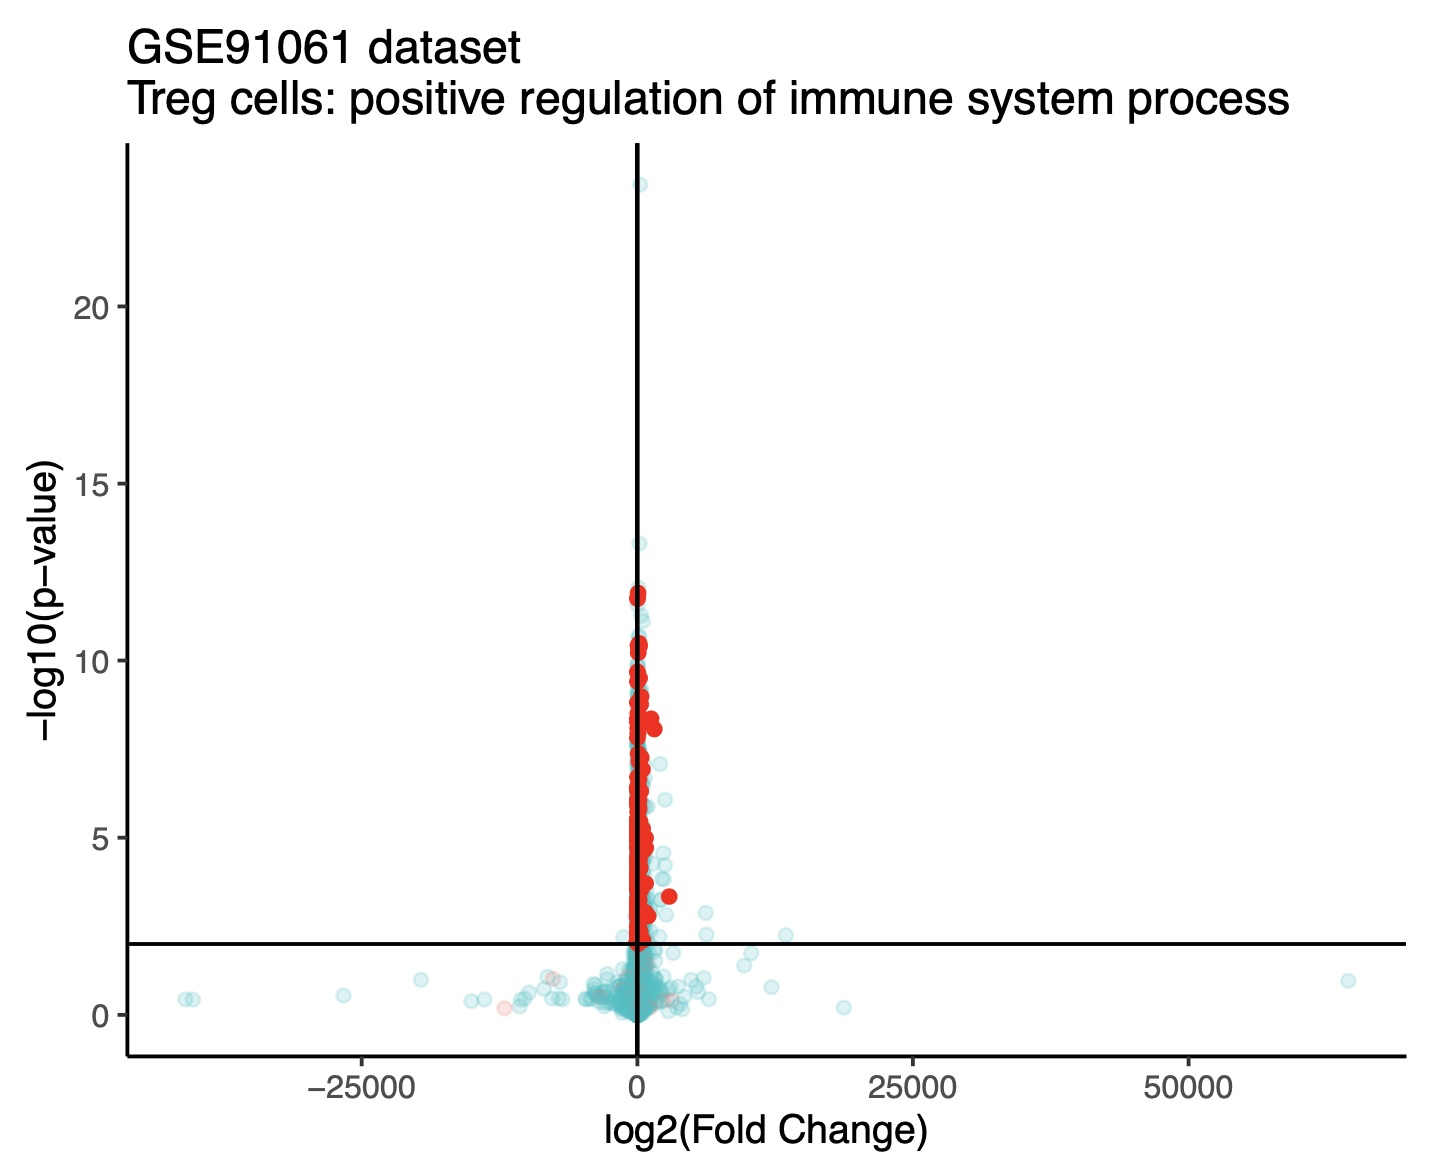 GSE91061 dataset
Treg cells: positive regulation of immune system process
−log10(p−value)
20
15
10
5
0
−25000
0
25000
50000
log2(Fold Change)